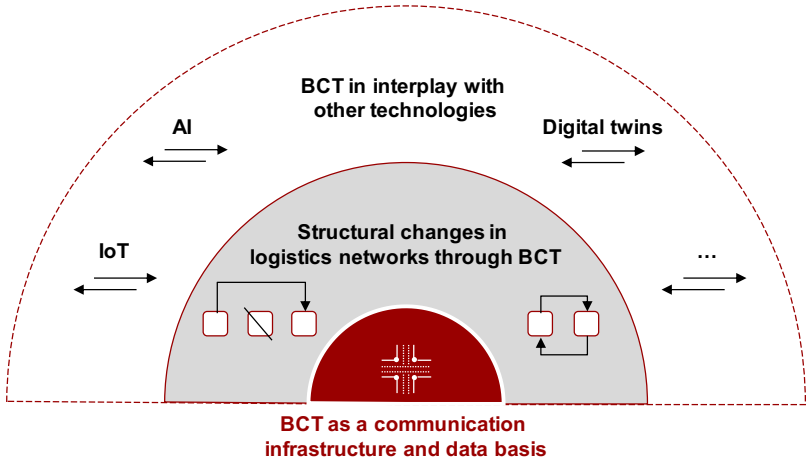 BCT in interplay with
other technologies
AI
Digital twins
Structural changes in
logistics networks through BCT
IoT
...
BCT as a communication
infrastructure and data basis